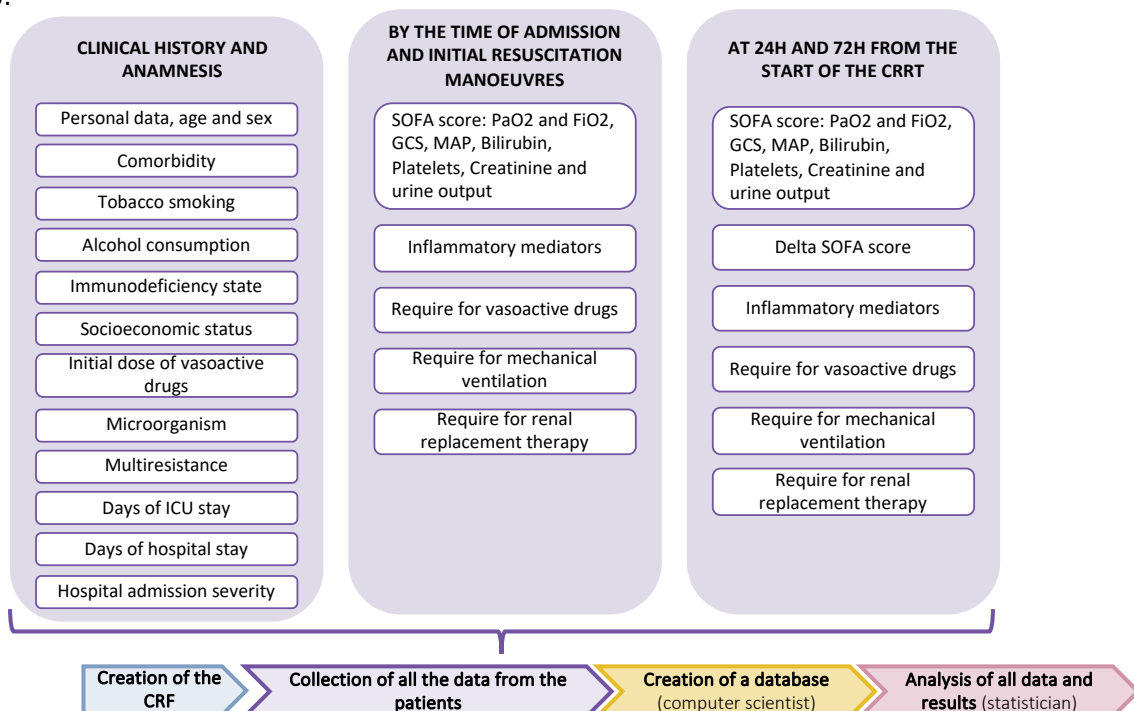 CLINICAL HISTORY AND
ANAMNESIS
Personal data, age and sex
Comorbidity
Tobacco smoking
Alcohol consumption
Immunodeficiency state
Socioeconomic status
Initial dose of vasoactive
drugs
Microorganism
Multiresistance
Days of ICU stay
Days of hospital stay
Hospital admission severity
BY THE TIME OF ADMISSION
AND INITIAL RESUSCITATION
MANOEUVRES
SOFA score: PaO2 and FiO2,
GCS, MAP, Bilirubin,
Platelets, Creatinine and
urine output
Inflammatory mediators
Require for vasoactive drugs
Require for mechanical
ventilation
Require for renal
replacement therapy
AT 24H AND 72H FROM THE
START OF THE CRRT
SOFA score: PaO2 and FiO2,
GCS, MAP, Bilirubin,
Platelets, Creatinine and
urine output
Delta SOFA score
Inflammatory mediators
Require for vasoactive drugs
Require for mechanical
ventilation
Require for renal
replacement therapy
Creation of the
CRF
Collection of all the data from the
patients
Creation of a database
(computer scientist)
Analysis of all data and
results (statistician)